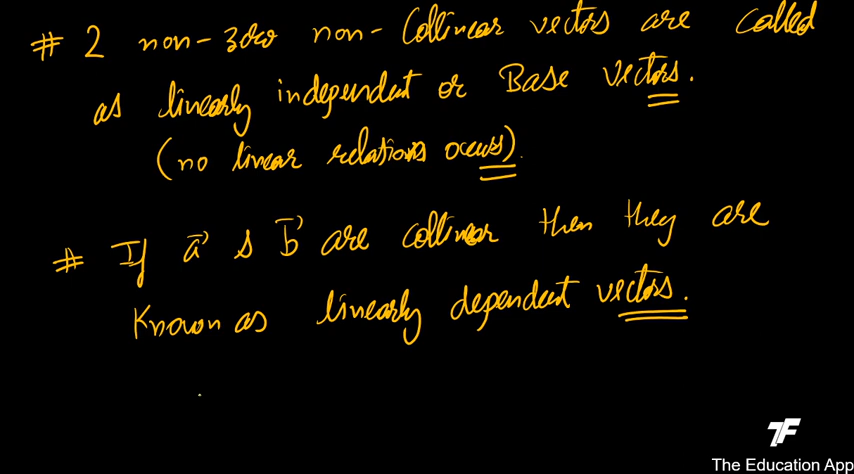 # 2 non-zero non-Collinear vectors are called
as linearly independent or Base vectors.
(no linear relations occurs).
# If a⃗ & b⃗ are collinear then they are
Known as linearly dependent vectors.
The Education App